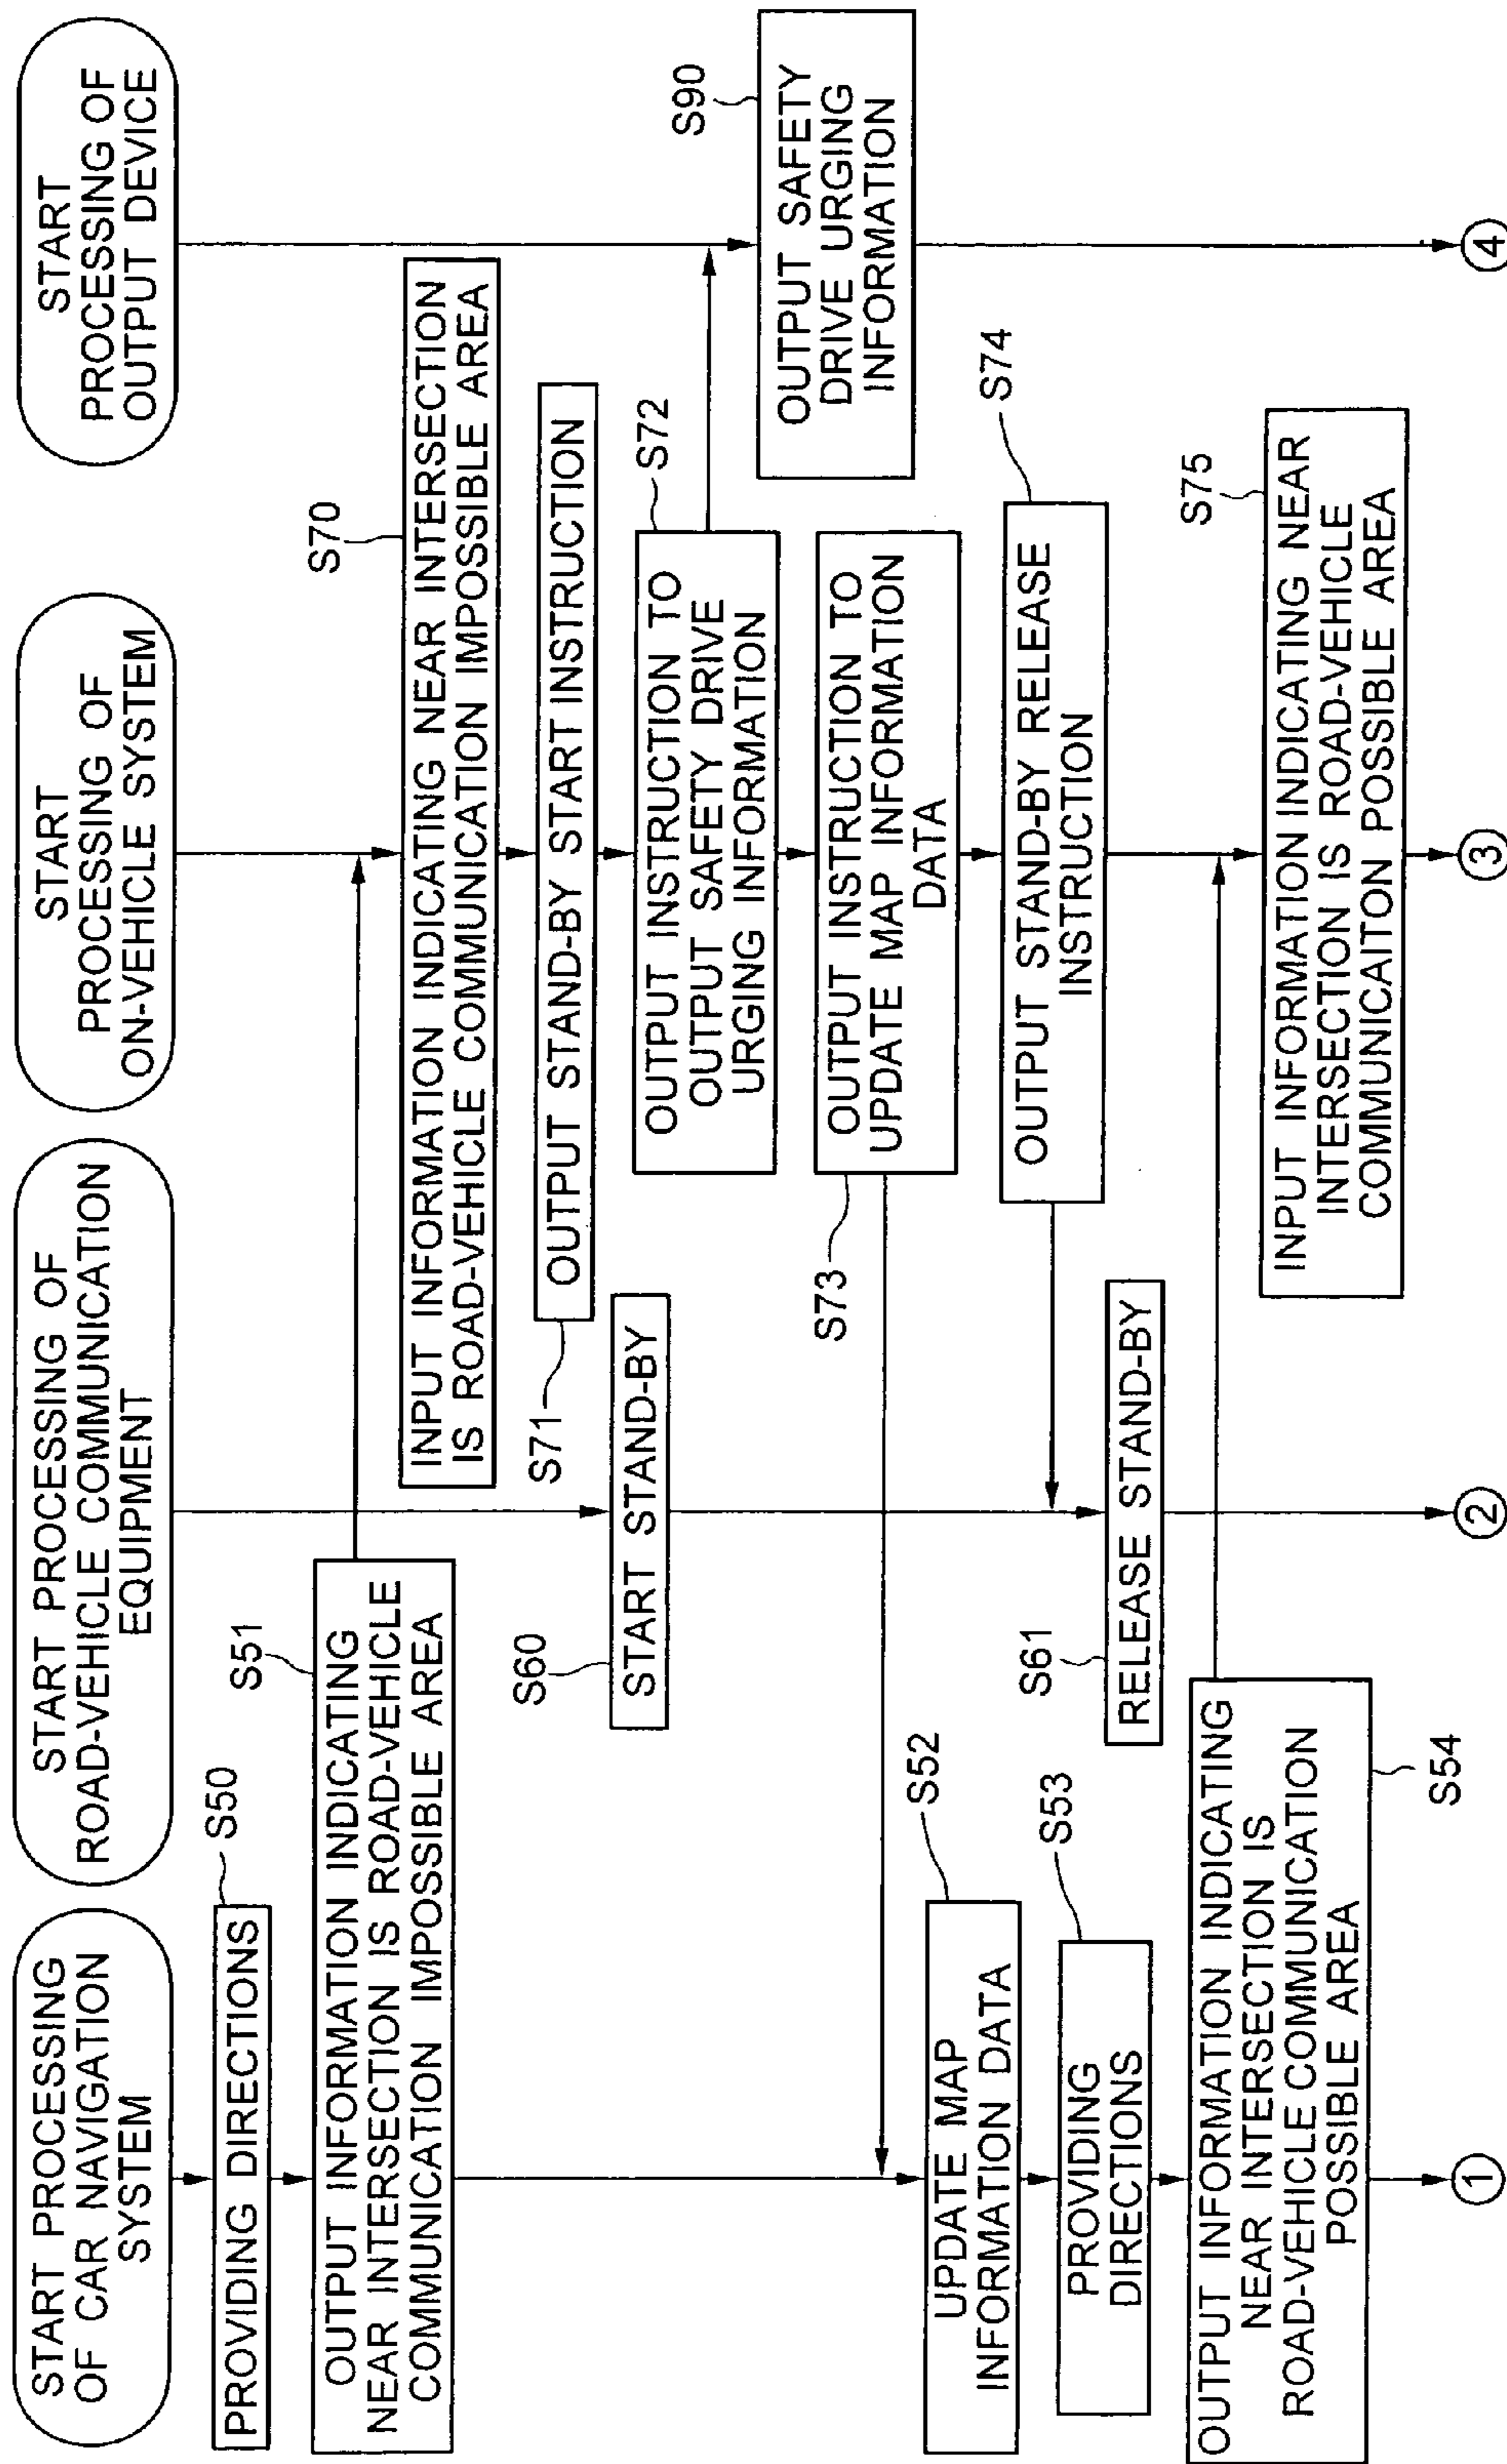 START PROCESSING
OF CAR NAVIGATION
SYSTEM
S50
PROVIDING DIRECTIONS
S51
OUTPUT INFORMATION INDICATING
NEAR INTERSECTION IS ROAD-VEHICLE
COMMUNICATION IMPOSSIBLE AREA
S52
UPDATE MAP
INFORMATION DATA
S53
PROVIDING
DIRECTIONS
OUTPUT INFORMATION INDICATING
NEAR INTERSECTION IS
ROAD-VEHICLE COMMUNICATION
POSSIBLE AREA
S54
1
START PROCESSING OF
ROAD-VEHICLE COMMUNICATION
EQUIPMENT
S60
START STAND-BY
S61
RELEASE STAND-BY
2
START
PROCESSING OF
ON-VEHICLE SYSTEM
S70
INPUT INFORMATION INDICATING NEAR INTERSECTION
IS ROAD-VEHICLE COMMUNICATION IMPOSSIBLE AREA
S71
OUTPUT STAND-BY START INSTRUCTION
S72
OUTPUT INSTRUCTION TO
OUTPUT SAFETY DRIVE
URGING INFORMATION
S73
OUTPUT INSTRUCTION TO
UPDATE MAP INFORMATION
DATA
S74
OUTPUT STAND-BY RELEASE
INSTRUCTION
S75
INPUT INFORMATION INDICATING NEAR
INTERSECTION IS ROAD-VEHICLE
COMMUNICAITON POSSIBLE AREA
3
START
PROCESSING OF
OUTPUT DEVICE
S90
OUTPUT SAFETY
DRIVE URGING
INFORMATION
4